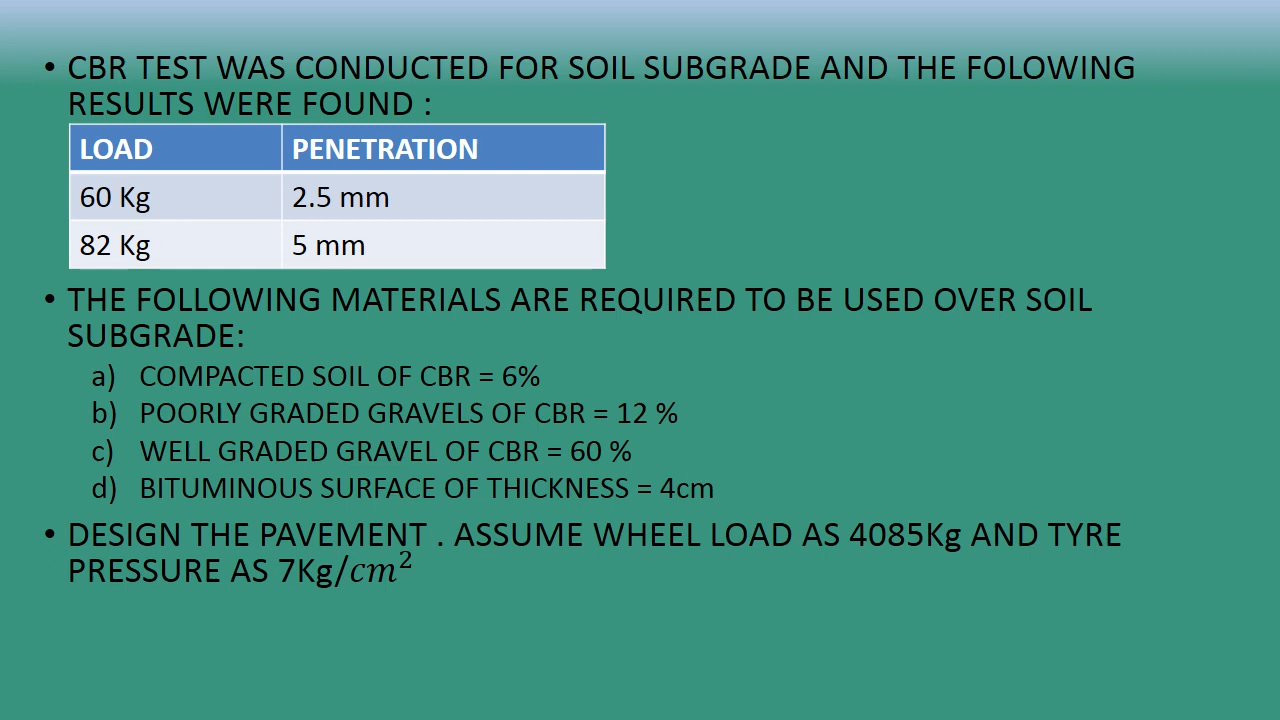 • CBR TEST WAS CONDUCTED FOR SOIL SUBGRADE AND THE FOLOWING
RESULTS WERE FOUND :
LOAD PENETRATION
60 Kg 2.5 mm
82 Kg 5 mm
• THE FOLLOWING MATERIALS ARE REQUIRED TO BE USED OVER SOIL
SUBGRADE:
a) COMPACTED SOIL OF CBR = 6%
b) POORLY GRADED GRAVELS OF CBR = 12 %
c) WELL GRADED GRAVEL OF CBR = 60 %
d) BITUMINOUS SURFACE OF THICKNESS = 4cm
• DESIGN THE PAVEMENT . ASSUME WHEEL LOAD AS 4085Kg AND TYRE
PRESSURE AS 7Kg/cm²